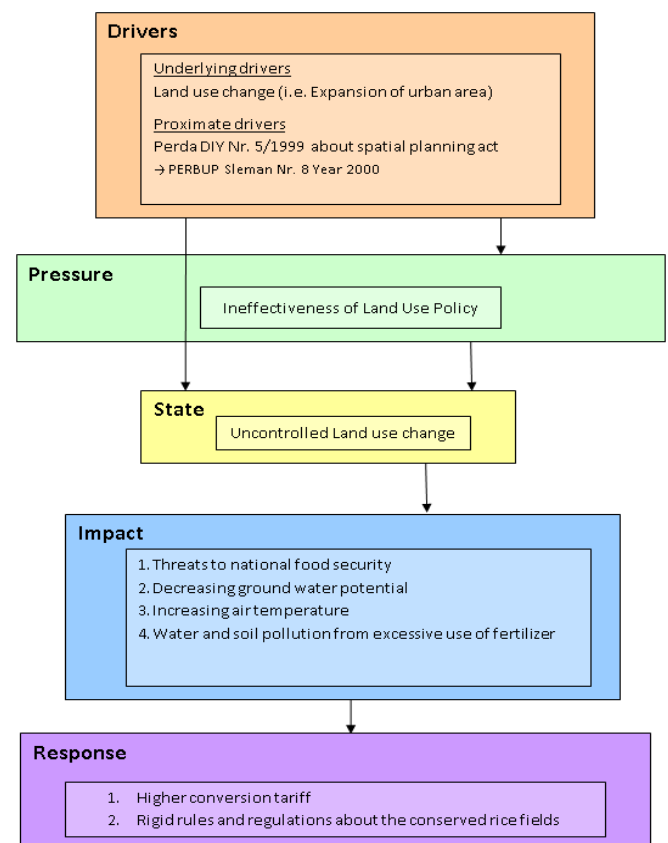 Drivers
Underlying drivers
Land use change (i.e. Expansion of urban area)
Proximate drivers
Perda DIY Nr. 5/1999 about spatial planning act
→ PERBUP Sleman Nr. 8 Year 2000
Pressure
Ineffectiveness of Land Use Policy
State
Uncontrolled Land use change
Impact
1. Threats to national food security
2. Decreasing ground water potential
3. Increasing air temperature
4. Water and soil pollution from excessive use of fertilizer
Response
1. Higher conversion tariff
2. Rigid rules and regulations about the conserved rice fields